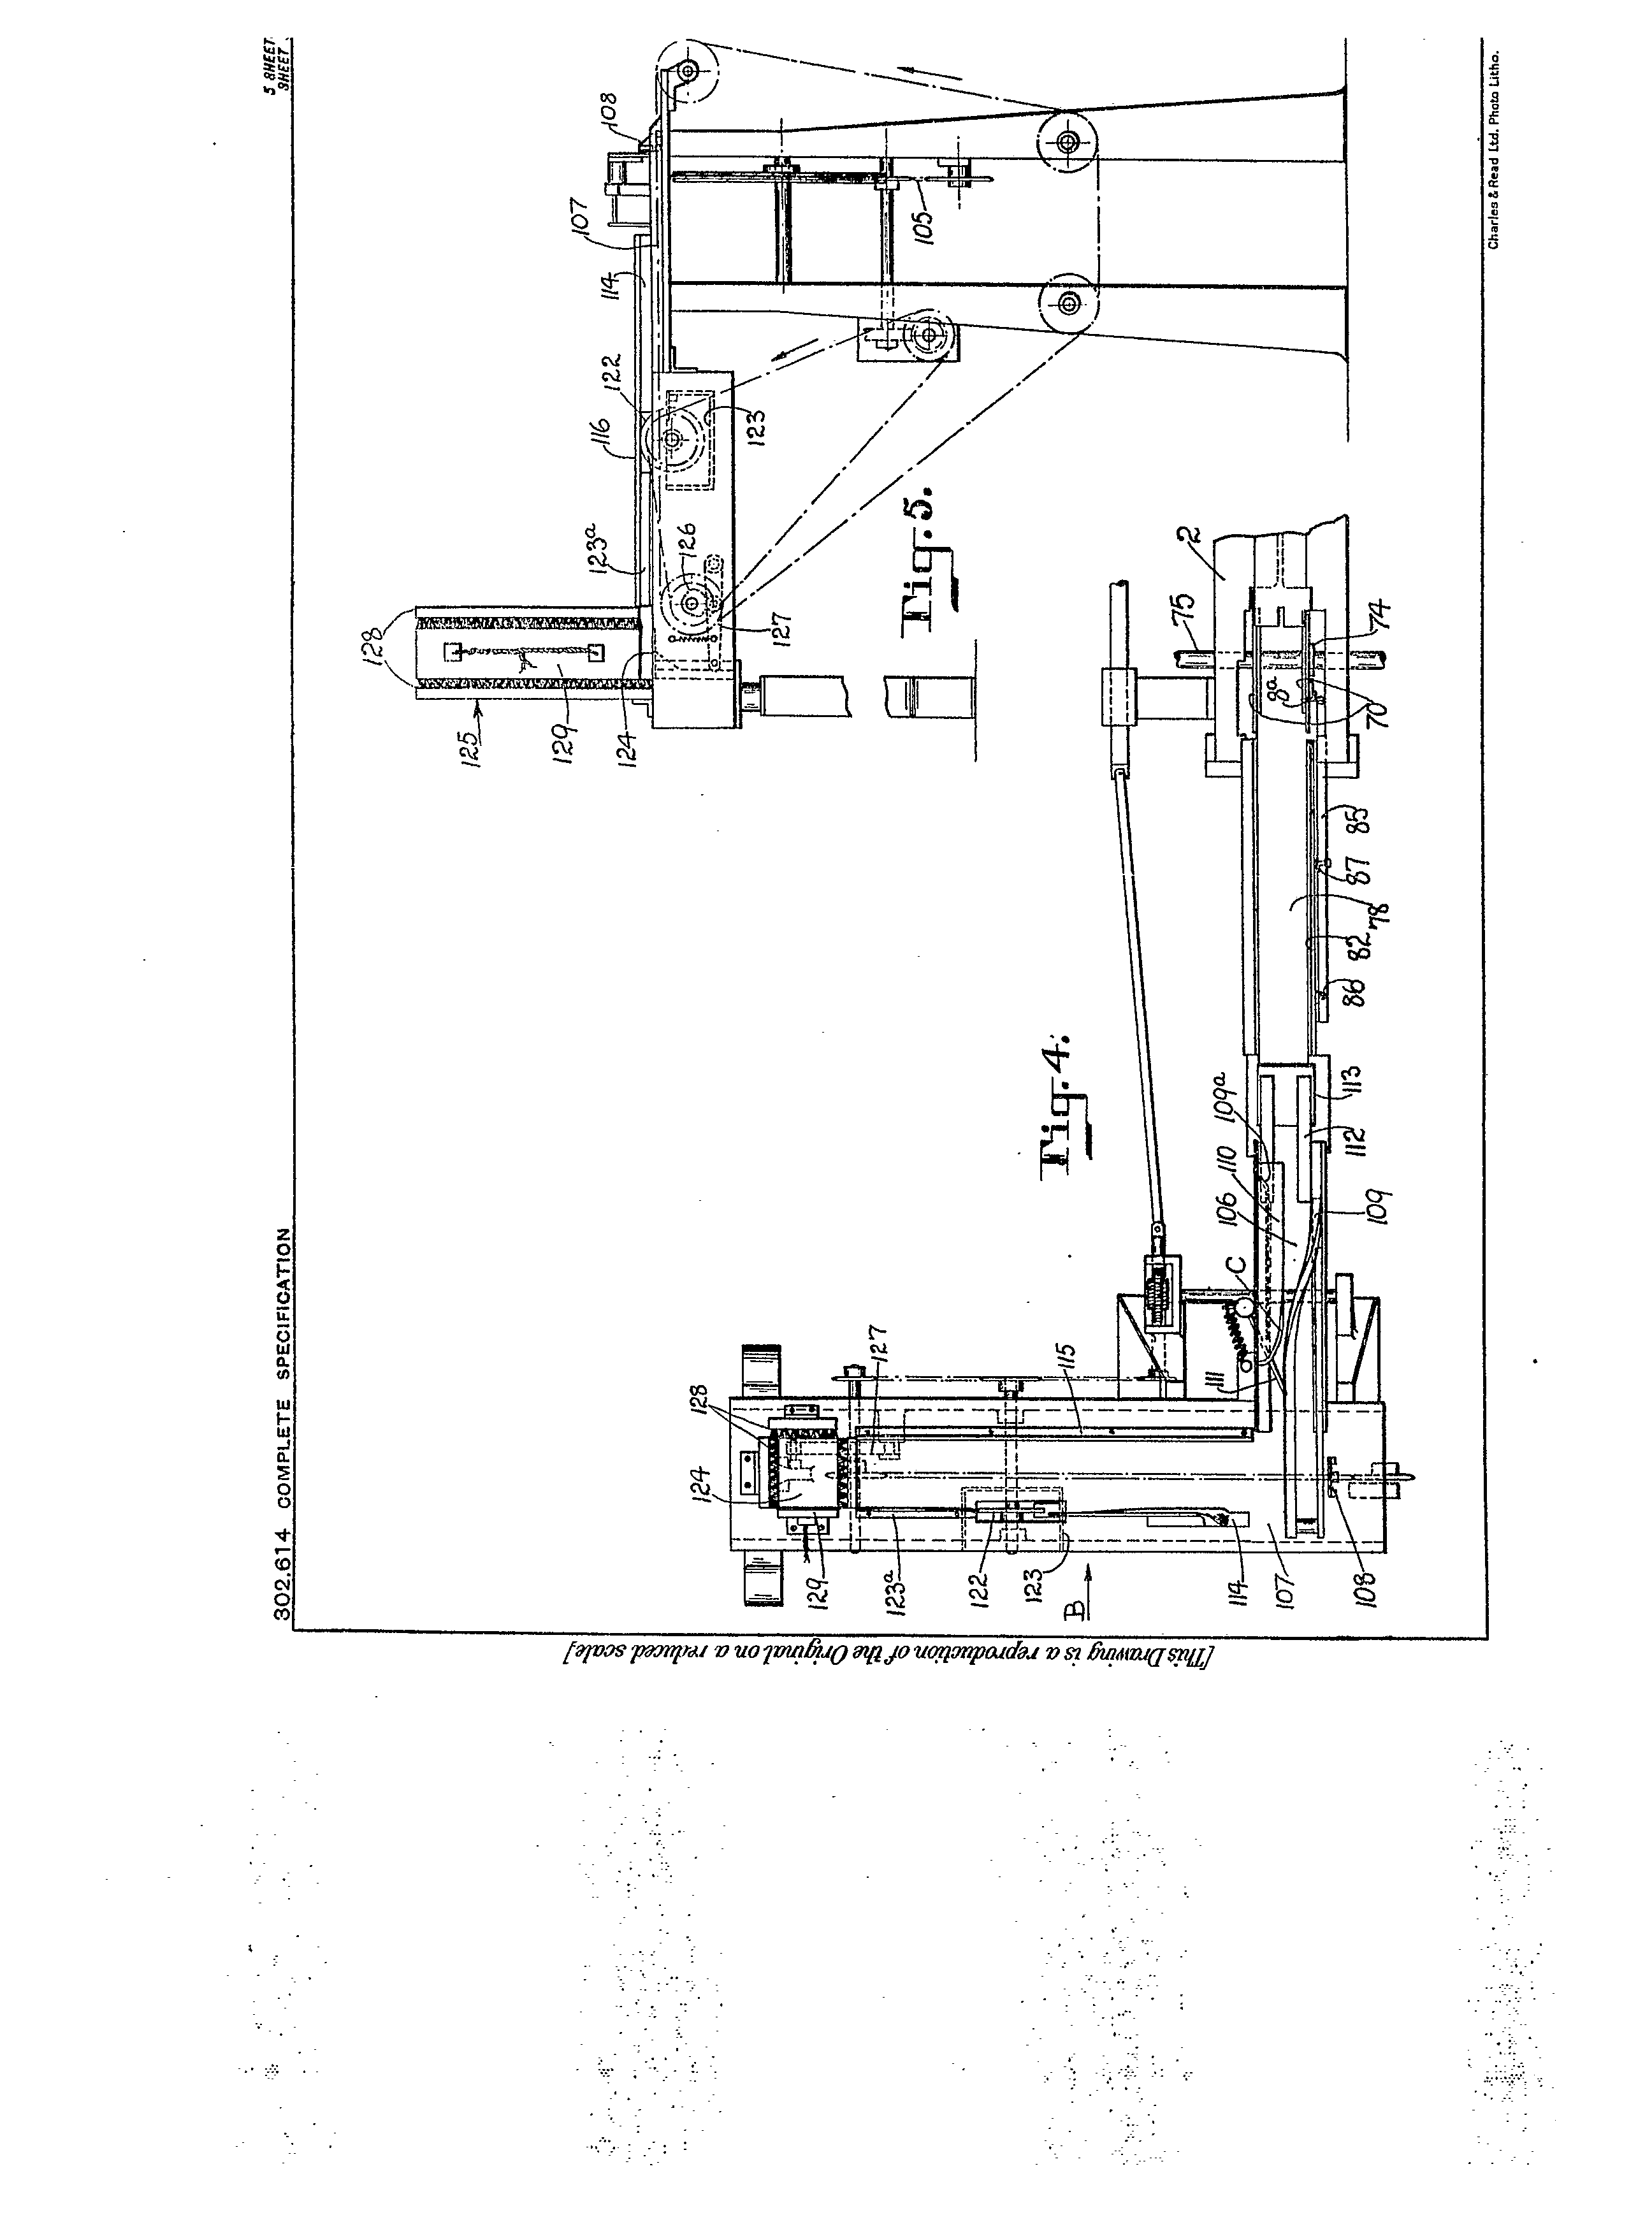 302,614 COMPLETE SPECIFICATION
5 SHEET
SHEET
[This Drawing is a reproduction of the Original on a reduced scale]
128
125
129
124
123a
116
122
114
107
108
126
127
123
105
Fig. 5.
Fig. 4.
128
124
129
123a
122
123
B
114
107
108
127
115
111
C
106
110
109a
109
112
113
86
82
78
87
85
70
8a
74
75
2
Charles & Read Ltd. Photo Litho.